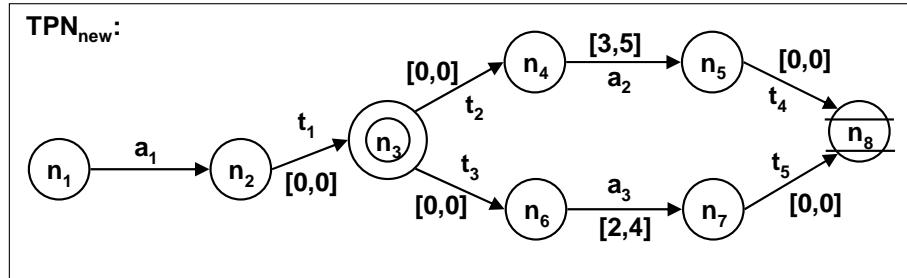 TPNnew:
[0,0]
n4
[3,5]
a2
n5
[0,0]
t2
t4
t1
n3
n8
a1
n1
n2
[0,0]
t3
[0,0]
n6
a3
[2,4]
n7
t5
[0,0]